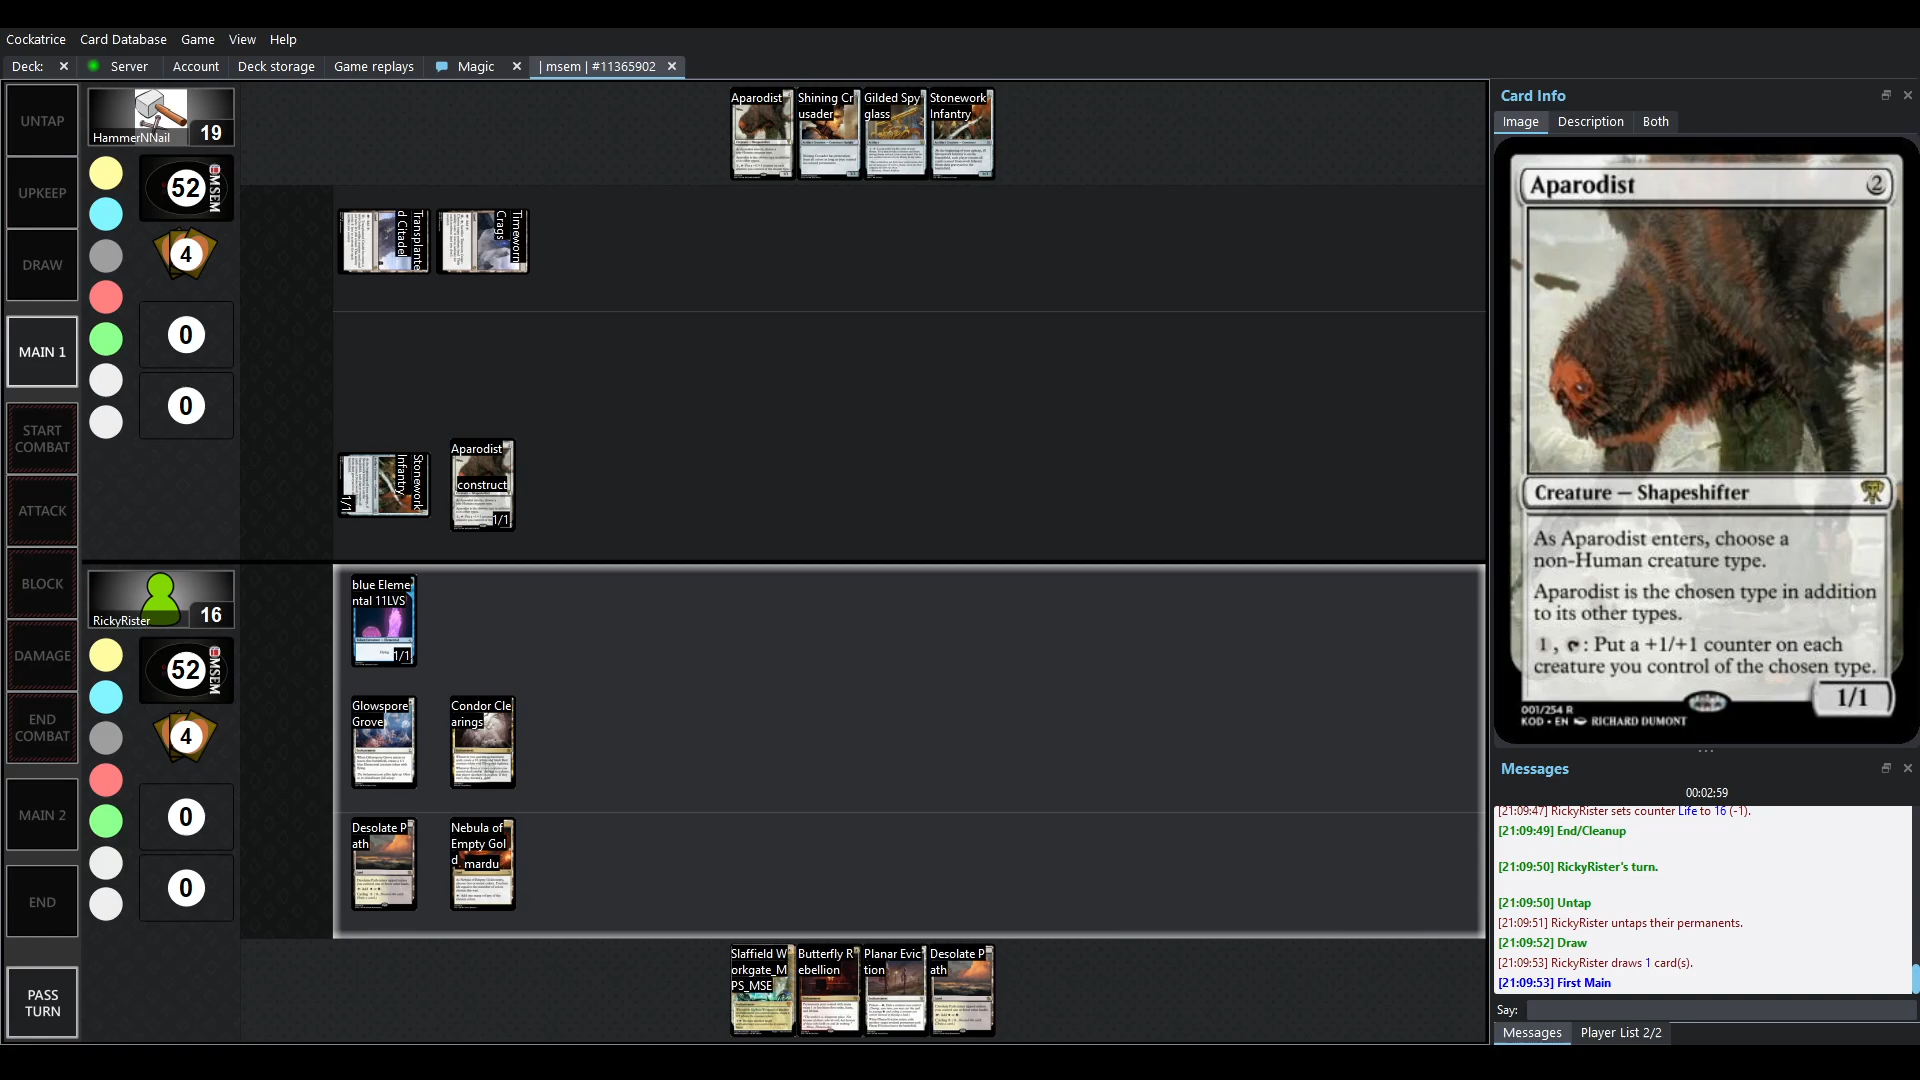 Cockatrice Card Database Game View Help
Deck: Server Account Deck storage Game replays Magic | msem | #11365902
UNTAP
UPKEEP
DRAW
MAIN 1
START
COMBAT
ATTACK
BLOCK
DAMAGE
END
COMBAT
MAIN 2
END
PASS
TURN
HammerNNail
19
52
MSEM
4
0
0
Aparodist
Shining Cr
usader
Gilded Spy
glass
Stonework
Infantry
Transplante
d Citadel
Timeworn
Crags
Stonework
Infantry
1/1
Aparodist
construct
1/1
RickyRister
16
52
MSEM
4
0
0
blue Eleme
ntal 11LVS
1/1
Glowspore
Grove
Condor Cle
arings
Desolate P
ath
Nebula of
Empty Gol
d
mardu
Slaffield W
orkgate_M
PS_MSE
Butterfly R
ebellion
Planar Evic
tion
Desolate P
ath
Card Info
Image Description Both
Aparodist 2
Creature — Shapeshifter
As Aparodist enters, choose a
non-Human creature type.
Aparodist is the chosen type in addition
to its other types.
1, : Put a +1/+1 counter on each
creature you control of the chosen type.
1/1
001/254 R
KOD • EN RICHARD DUMONT
Messages
00:02:59
[21:09:47] RickyRister sets counter Life to 16 (-1).
[21:09:49] End/Cleanup
[21:09:50] RickyRister's turn.
[21:09:50] Untap
[21:09:51] RickyRister untaps their permanents.
[21:09:52] Draw
[21:09:53] RickyRister draws 1 card(s).
[21:09:53] First Main
Say:
Messages Player List 2/2